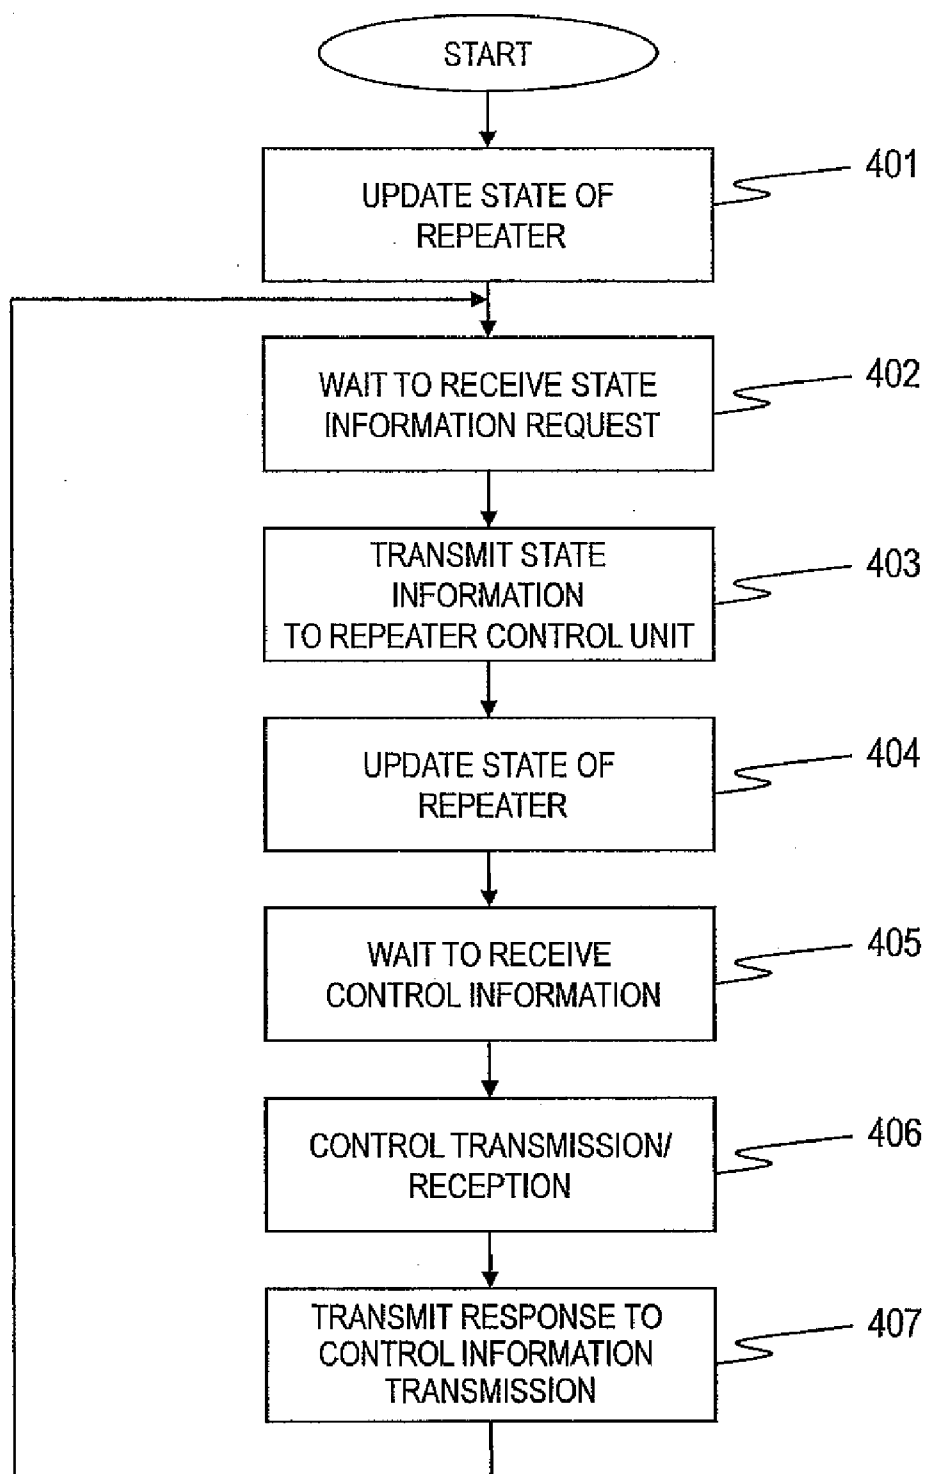 START
UPDATE STATE OF
REPEATER
401
WAIT TO RECEIVE STATE
INFORMATION REQUEST
402
TRANSMIT STATE
INFORMATION
TO REPEATER CONTROL UNIT
403
UPDATE STATE OF
REPEATER
404
WAIT TO RECEIVE
CONTROL INFORMATION
405
CONTROL TRANSMISSION/
RECEPTION
406
TRANSMIT RESPONSE TO
CONTROL INFORMATION
TRANSMISSION
407